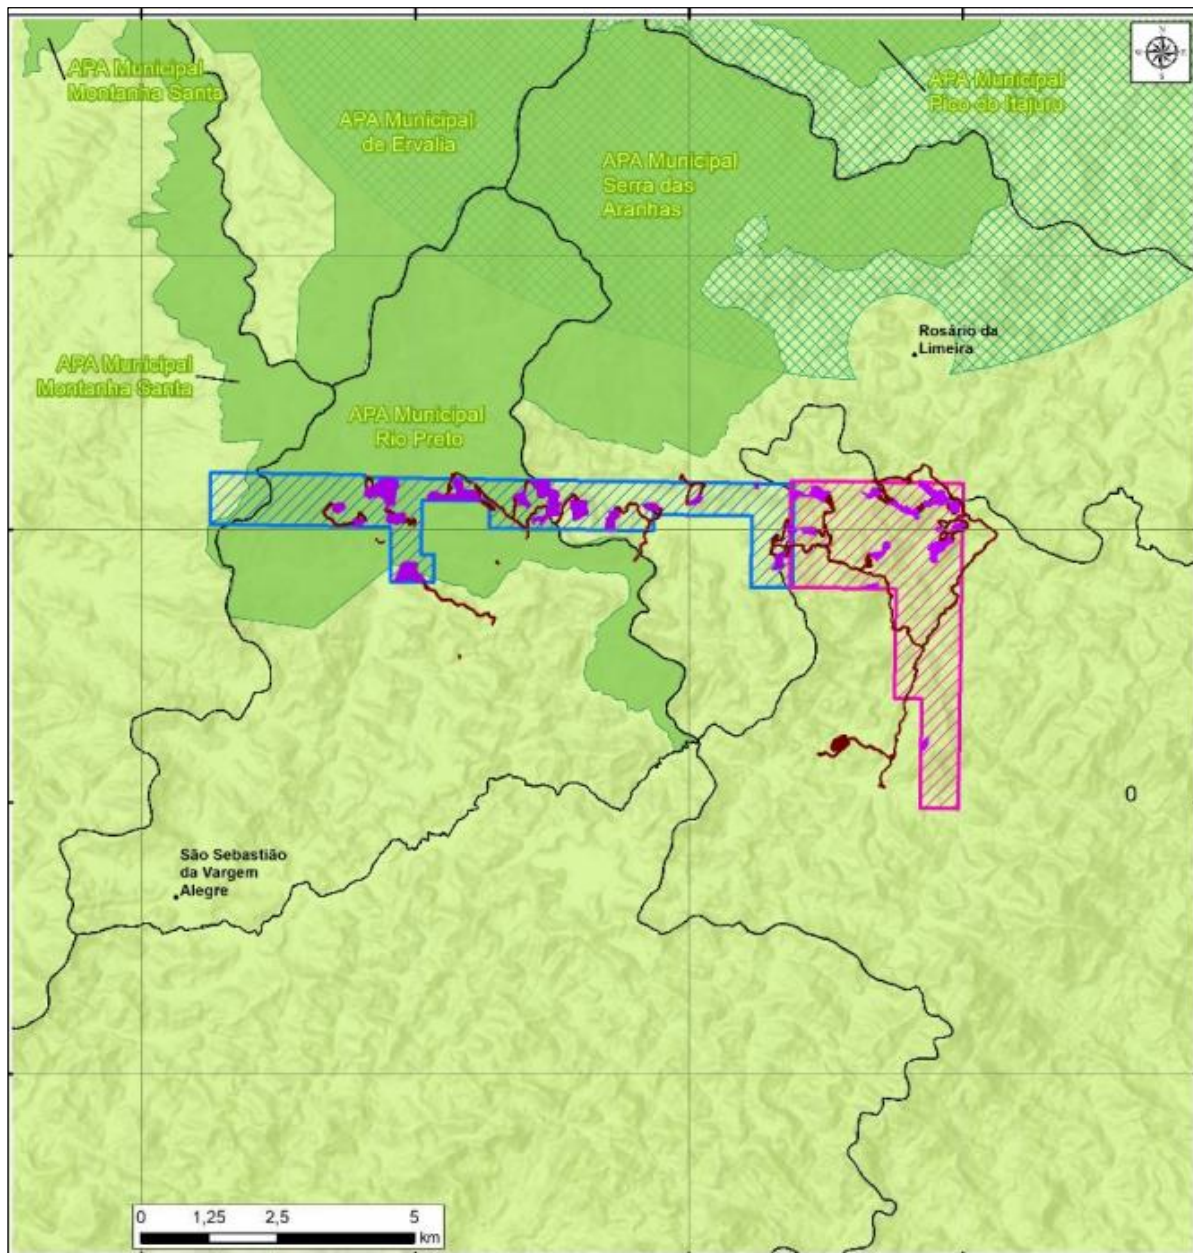 APA Municipal
Montanha Santa
APA Municipal
Pico do Itajuru
APA Municipal
de Ervalia
APA Municipal
Serra das
Aranhas
Rosário da
Limeira
APA Municipal
Montanha Santa
APA Municipal
Rio Preto
0
São Sebastião
da Vargem
Alegre
0 1,25 2,5 5
km